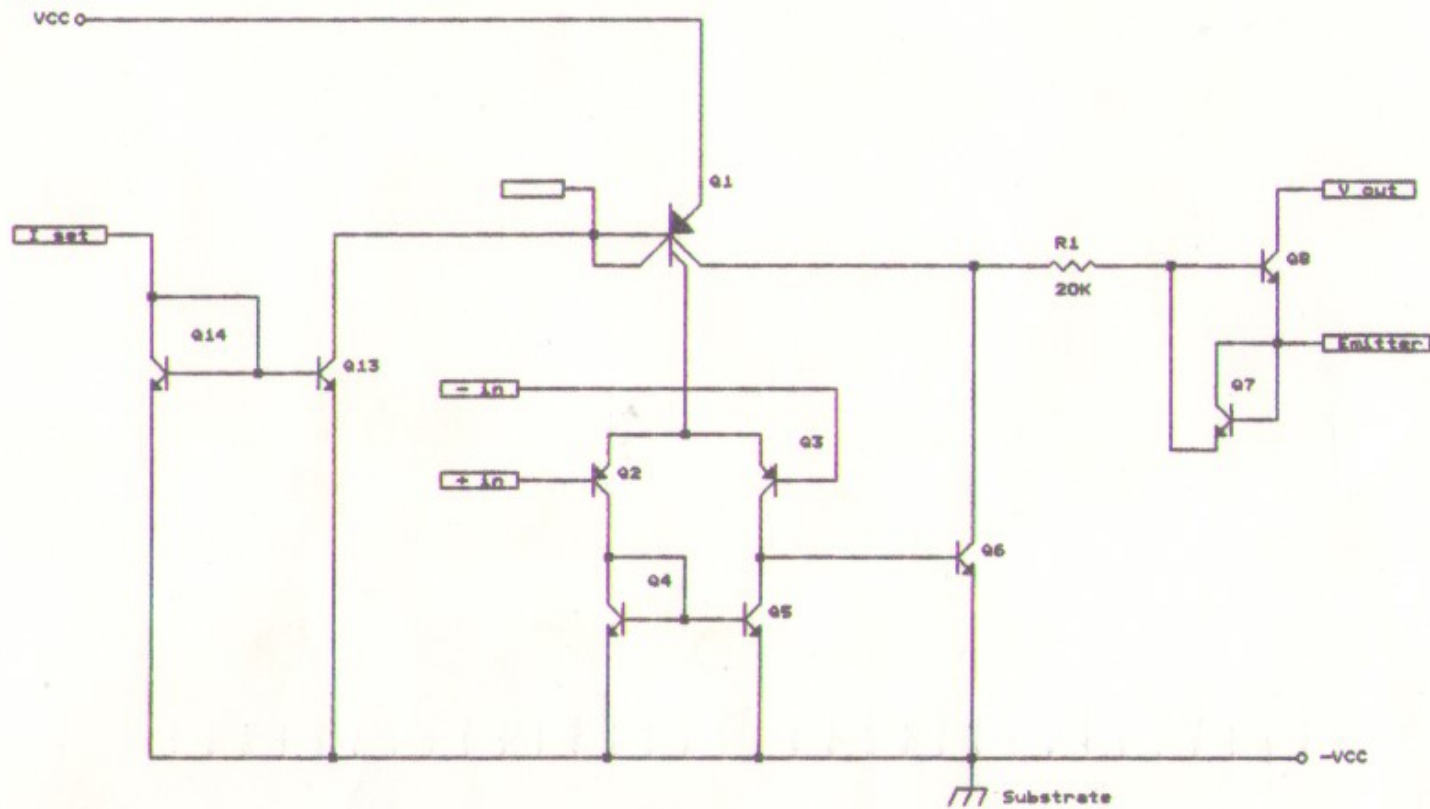 VCC
Q1
V out
I set
R1
Q8
20K
Q14
Emitter
Q13
- in
Q7
Q3
+ in
Q2
Q6
Q4
Q5
-VCC
Substrate